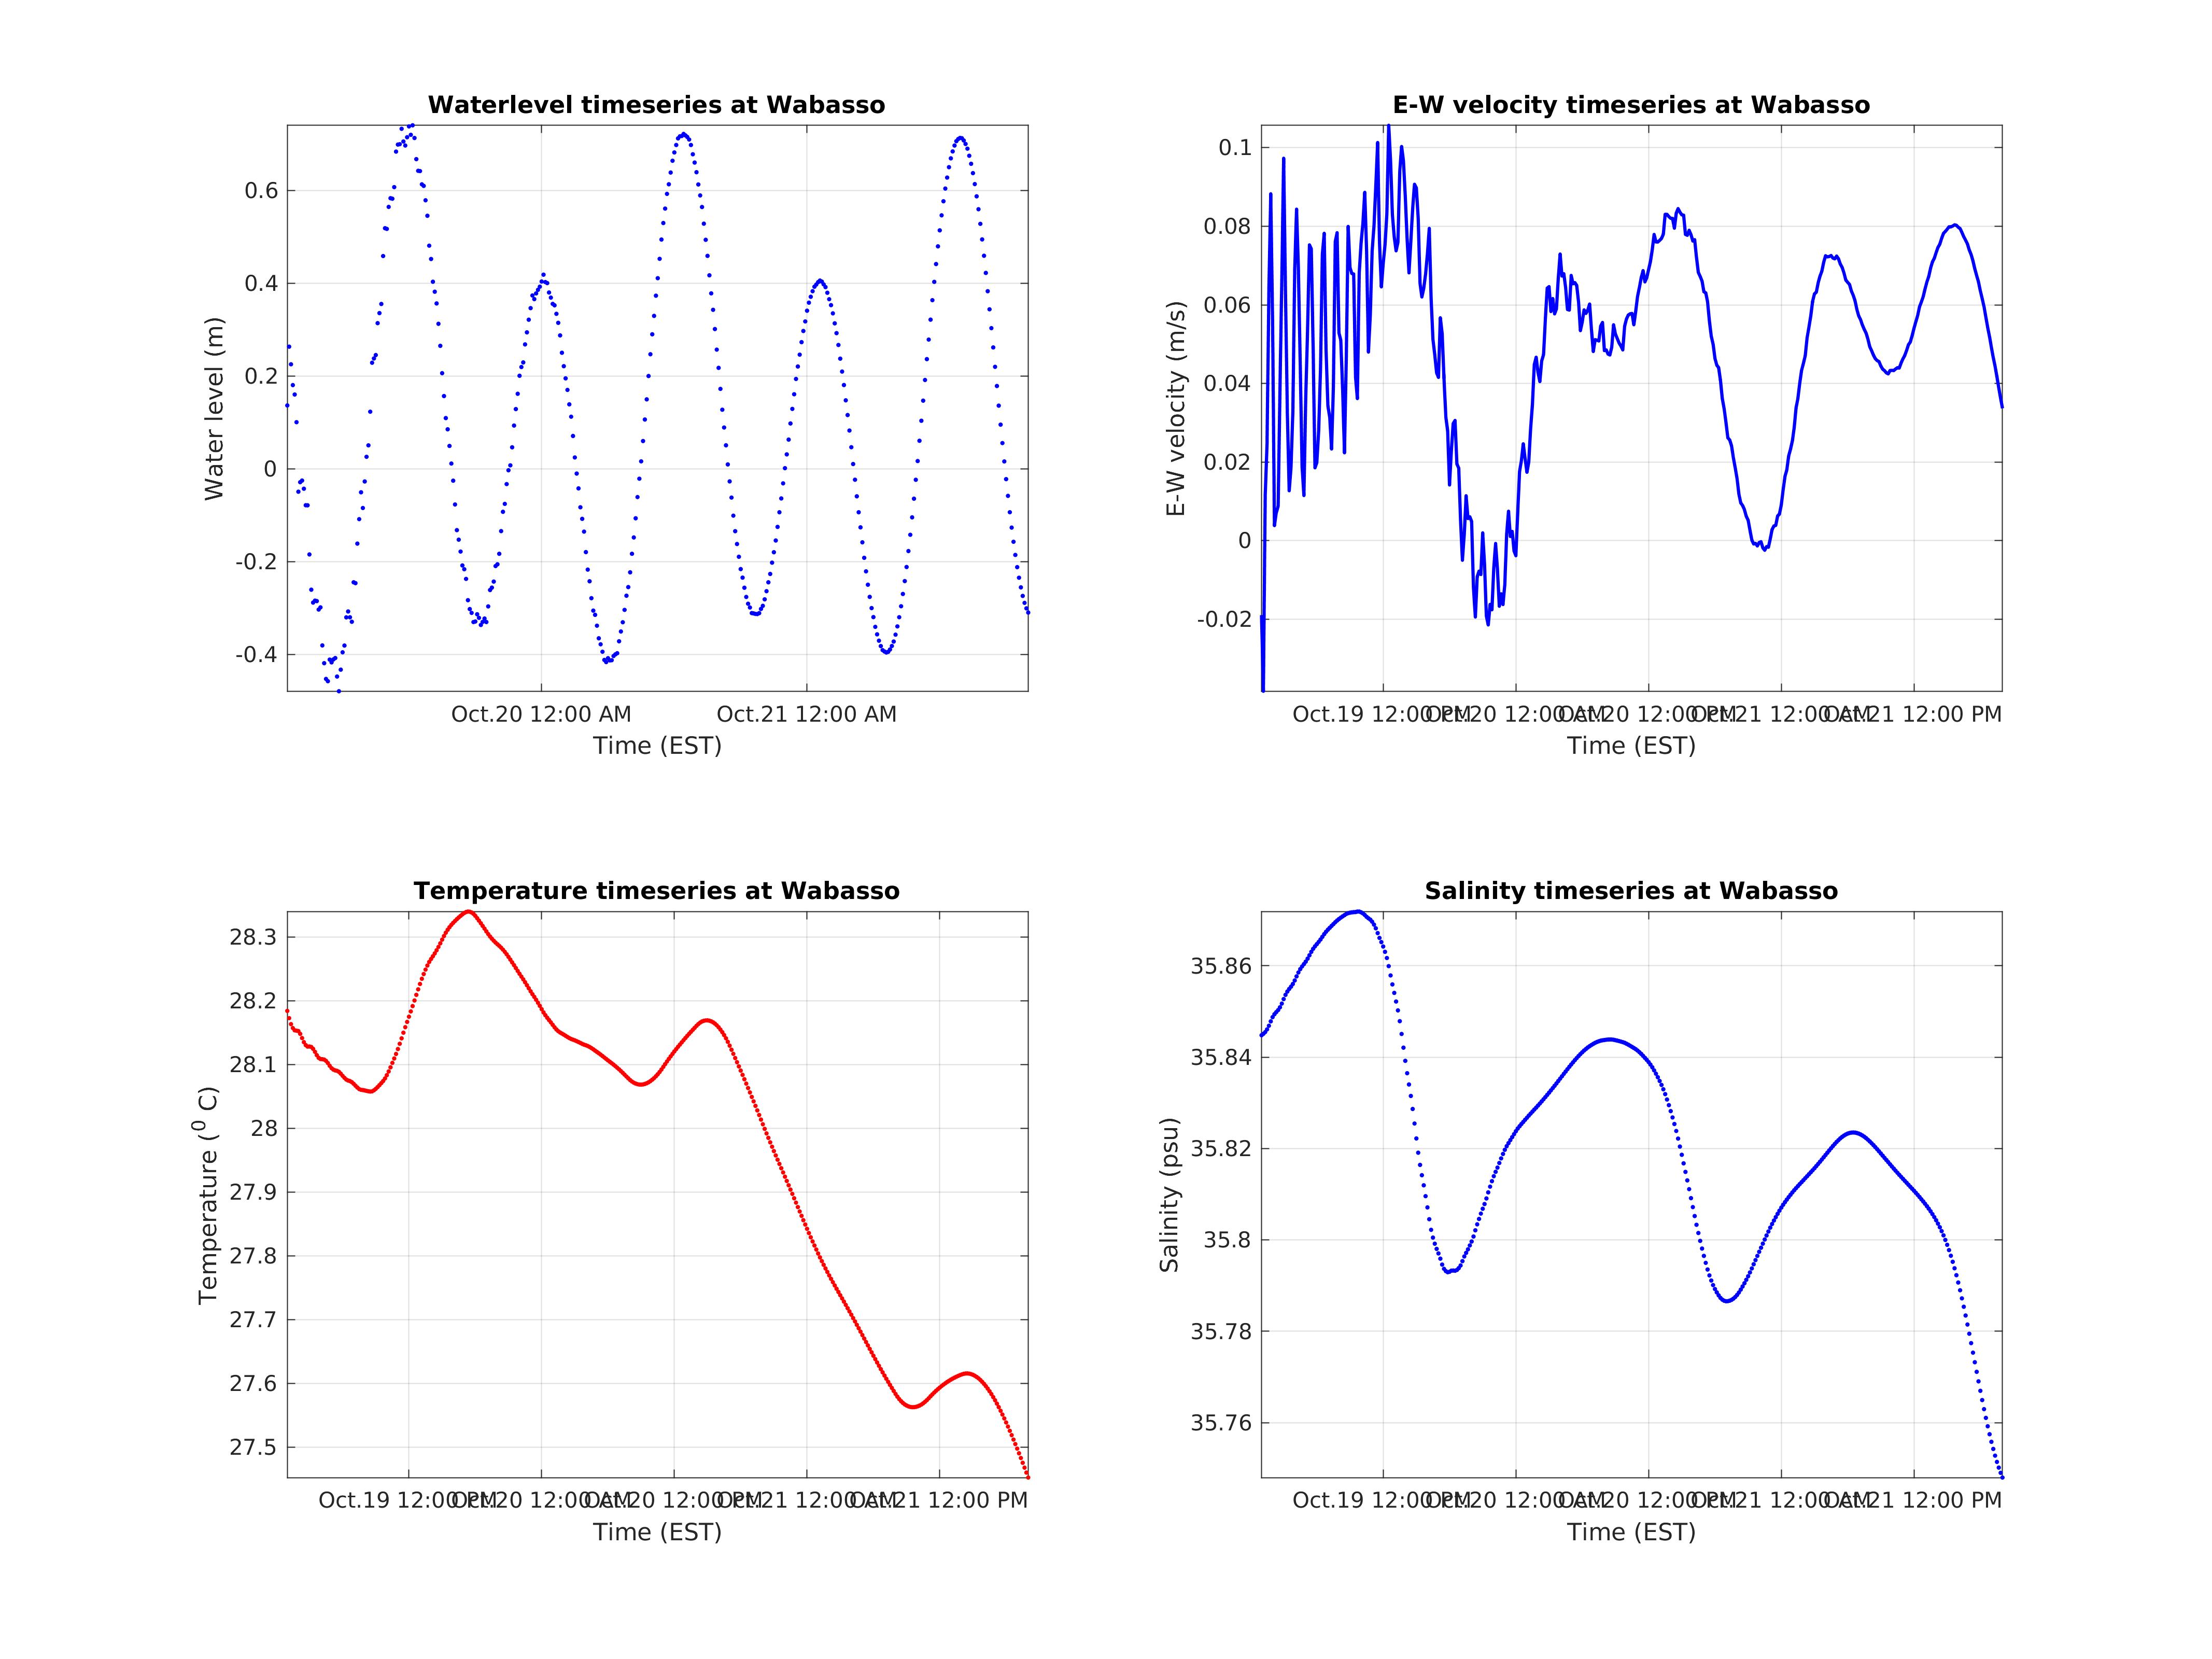 Waterlevel timeseries at Wabasso
0.6
0.4
0.2
0
-0.2
-0.4
Water level (m)
Oct.20 12:00 AM
Oct.21 12:00 AM
Time (EST)
E-W velocity timeseries at Wabasso
0.1
0.08
0.06
0.04
0.02
0
-0.02
E-W velocity (m/s)
Oct.19 12:00 PM
Oct.20 12:00 AM
Oct.20 12:00 PM
Oct.21 12:00 AM
Oct.21 12:00 PM
Time (EST)
Temperature timeseries at Wabasso
28.3
28.2
28.1
28
27.9
27.8
27.7
27.6
27.5
Temperature (⁰ C)
Oct.19 12:00 PM
Oct.20 12:00 AM
Oct.20 12:00 PM
Oct.21 12:00 AM
Oct.21 12:00 PM
Time (EST)
Salinity timeseries at Wabasso
35.86
35.84
35.82
35.8
35.78
35.76
Salinity (psu)
Oct.19 12:00 PM
Oct.20 12:00 AM
Oct.20 12:00 PM
Oct.21 12:00 AM
Oct.21 12:00 PM
Time (EST)